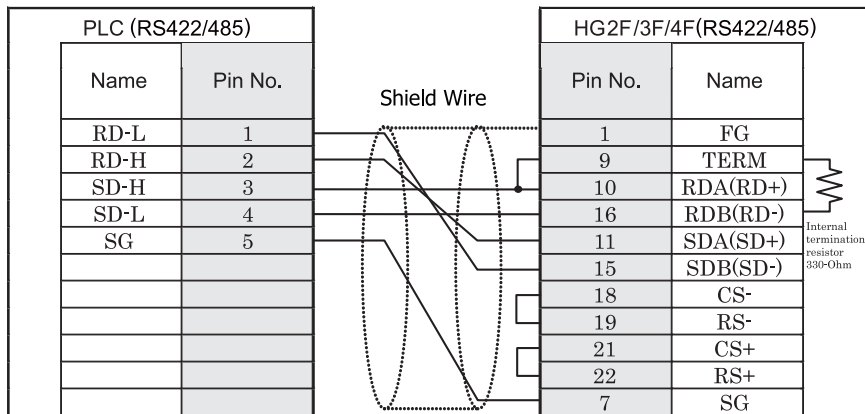 PLC (RS422/485)
Name Pin No.
RD-L 1
RD-H 2
SD-H 3
SD-L 4
SG 5
Shield Wire
HG2F/3F/4F(RS422/485)
Pin No. Name
1 FG
9 TERM
10 RDA(RD+)
16 RDB(RD-)
11 SDA(SD+)
15 SDB(SD-)
18 CS-
19 RS-
21 CS+
22 RS+
7 SG
Internal
termination
resistor
330-Ohm